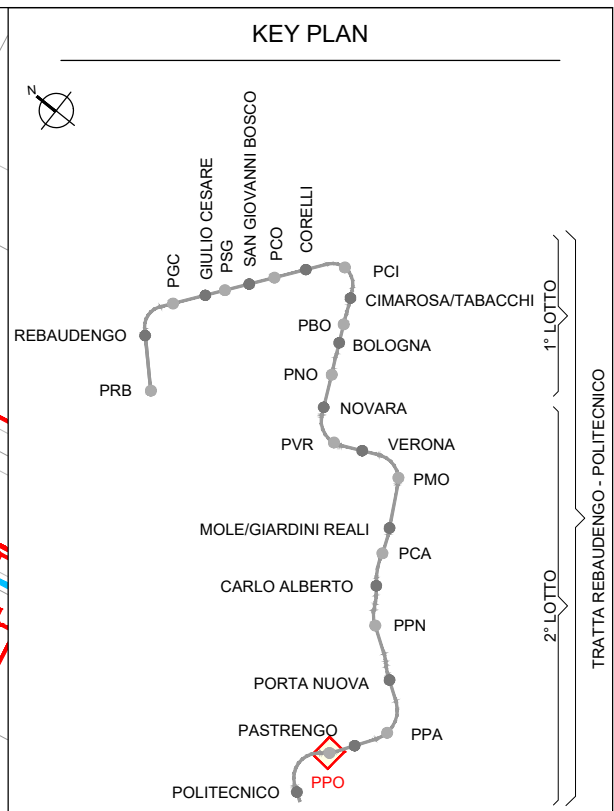 KEY PLAN
N
PGC
GIULIO CESARE
PSG
SAN GIOVANNI BOSCO
PCO
CORELLI
PCI
CIMAROSA/TABACCHI
REBAUDENGO
PBO
BOLOGNA
PNO
PRB
NOVARA
PVR
VERONA
PMO
MOLE/GIARDINI REALI
PCA
CARLO ALBERTO
PPN
PORTA NUOVA
PASTRENGO
PPA
PPO
POLITECNICO
1° LOTTO
2° LOTTO
TRATTA REBAUDENGO - POLITECNICO